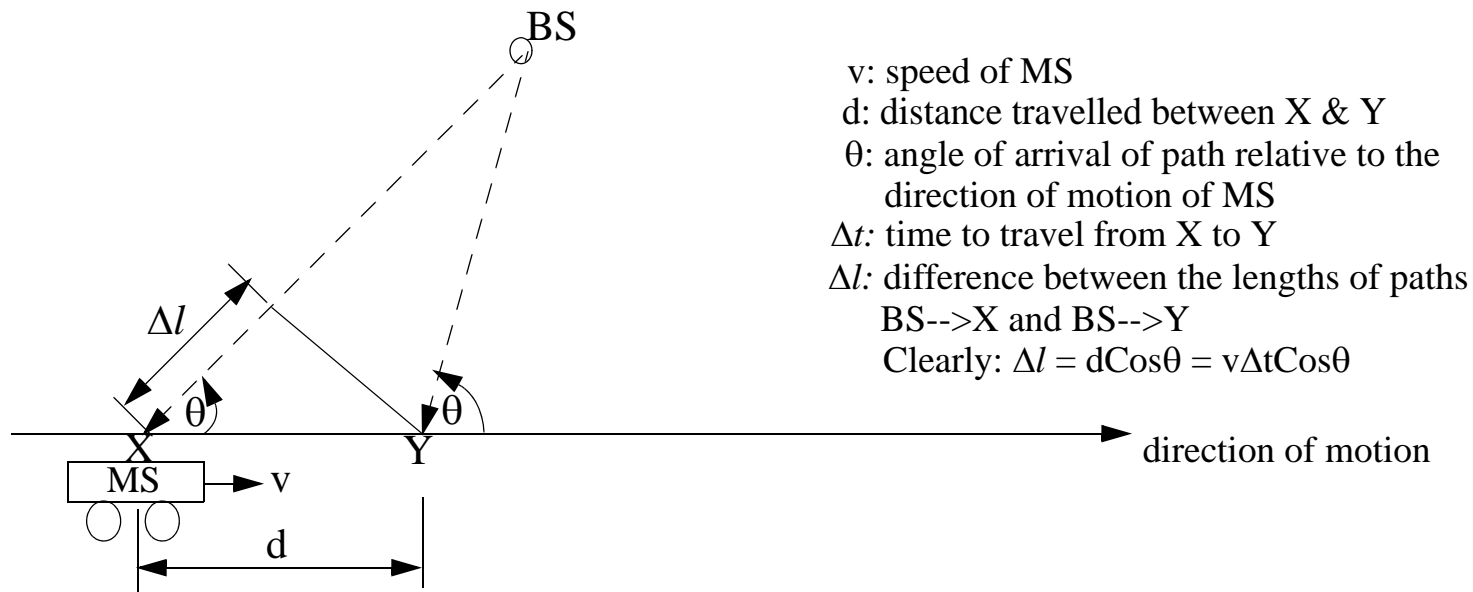 BS
v: speed of MS
d: distance travelled between X & Y
θ: angle of arrival of path relative to the
direction of motion of MS
Δt: time to travel from X to Y
Δl: difference between the lengths of paths
BS-->X and BS-->Y
Clearly: Δl = dCosθ = vΔtCosθ
Δl
θ
θ
X
Y
direction of motion
MS
v
d